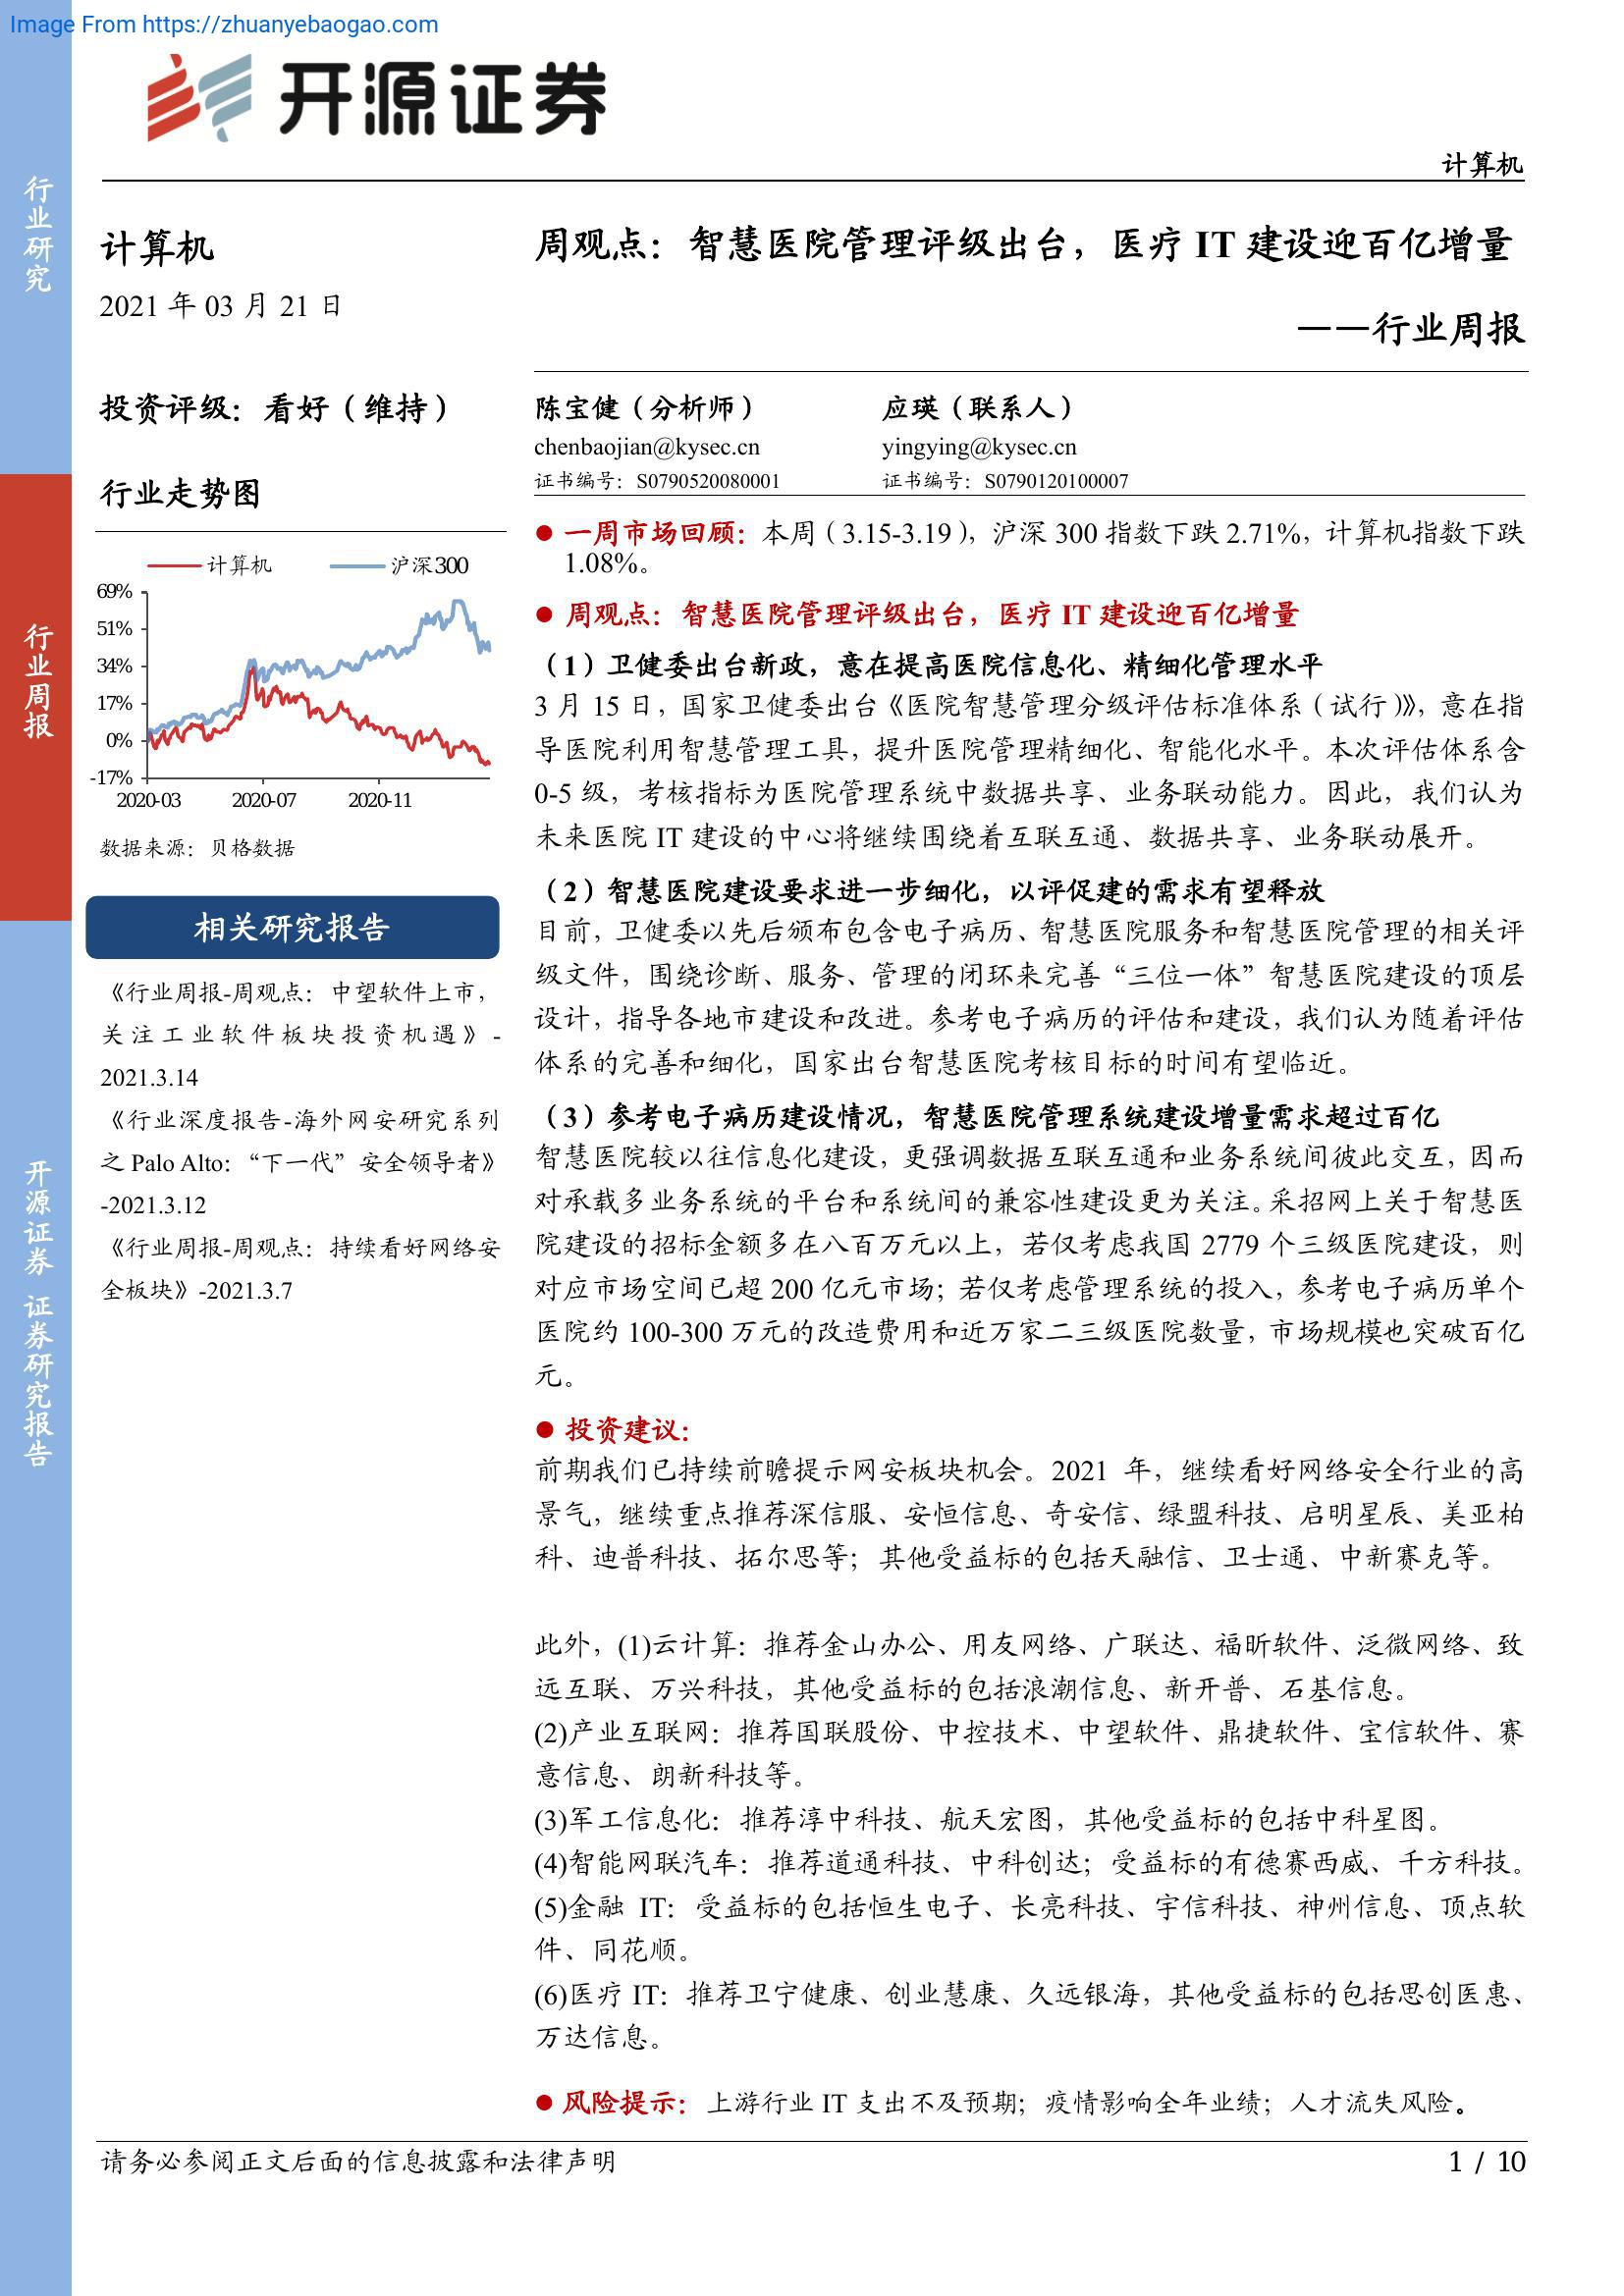 Image From https://zhuanyebaogao.com
开源证券
计算机
行业研究
行业周报
开源证券 证券研究报告
计算机
2021 年 03 月 21 日
投资评级：看好（维持）
行业走势图
计算机
沪深300
69%
51%
34%
17%
0%
-17%
2020-03
2020-07
2020-11
数据来源：贝格数据
相关研究报告
《行业周报-周观点：中望软件上市，
关注工业软件板块投资机遇》-
2021.3.14
《行业深度报告-海外网安研究系列
之 Palo Alto：“下一代”安全领导者》
-2021.3.12
《行业周报-周观点：持续看好网络安
全板块》-2021.3.7
周观点：智慧医院管理评级出台，医疗 IT 建设迎百亿增量
——行业周报
陈宝健（分析师）
应瑛（联系人）
chenbaojian@kysec.cn
yingying@kysec.cn
证书编号：S0790520080001
证书编号：S0790120100007
● 一周市场回顾：本周（3.15-3.19），沪深 300 指数下跌 2.71%，计算机指数下跌
1.08%。
● 周观点：智慧医院管理评级出台，医疗 IT 建设迎百亿增量
（1）卫健委出台新政，意在提高医院信息化、精细化管理水平
3 月 15 日，国家卫健委出台《医院智慧管理分级评估标准体系（试行）》，意在指
导医院利用智慧管理工具，提升医院管理精细化、智能化水平。本次评估体系含
0-5 级，考核指标为医院管理系统中数据共享、业务联动能力。因此，我们认为
未来医院 IT 建设的中心将继续围绕着互联互通、数据共享、业务联动展开。
（2）智慧医院建设要求进一步细化，以评促建的需求有望释放
目前，卫健委以先后颁布包含电子病历、智慧医院服务和智慧医院管理的相关评
级文件，围绕诊断、服务、管理的闭环来完善“三位一体”智慧医院建设的顶层
设计，指导各地市建设和改进。参考电子病历的评估和建设，我们认为随着评估
体系的完善和细化，国家出台智慧医院考核目标的时间有望临近。
（3）参考电子病历建设情况，智慧医院管理系统建设增量需求超过百亿
智慧医院较以往信息化建设，更强调数据互联互通和业务系统间彼此交互，因而
对承载多业务系统的平台和系统间的兼容性建设更为关注。采招网上关于智慧医
院建设的招标金额多在八百万元以上，若仅考虑我国 2779 个三级医院建设，则
对应市场空间已超 200 亿元市场；若仅考虑管理系统的投入，参考电子病历单个
医院约 100-300 万元的改造费用和近万家二三级医院数量，市场规模也突破百亿
元。
● 投资建议：
前期我们已持续前瞻提示网安板块机会。2021 年，继续看好网络安全行业的高
景气，继续重点推荐深信服、安恒信息、奇安信、绿盟科技、启明星辰、美亚柏
科、迪普科技、拓尔思等；其他受益标的包括天融信、卫士通、中新赛克等。
此外，(1)云计算：推荐金山办公、用友网络、广联达、福昕软件、泛微网络、致
远互联、万兴科技，其他受益标的包括浪潮信息、新开普、石基信息。
(2)产业互联网：推荐国联股份、中控技术、中望软件、鼎捷软件、宝信软件、赛
意信息、朗新科技等。
(3)军工信息化：推荐淳中科技、航天宏图，其他受益标的包括中科星图。
(4)智能网联汽车：推荐道通科技、中科创达；受益标的有德赛西威、千方科技。
(5)金融 IT：受益标的包括恒生电子、长亮科技、宇信科技、神州信息、顶点软
件、同花顺。
(6)医疗 IT：推荐卫宁健康、创业慧康、久远银海，其他受益标的包括思创医惠、
万达信息。
● 风险提示：上游行业 IT 支出不及预期；疫情影响全年业绩；人才流失风险。
请务必参阅正文后面的信息披露和法律声明
1 / 10